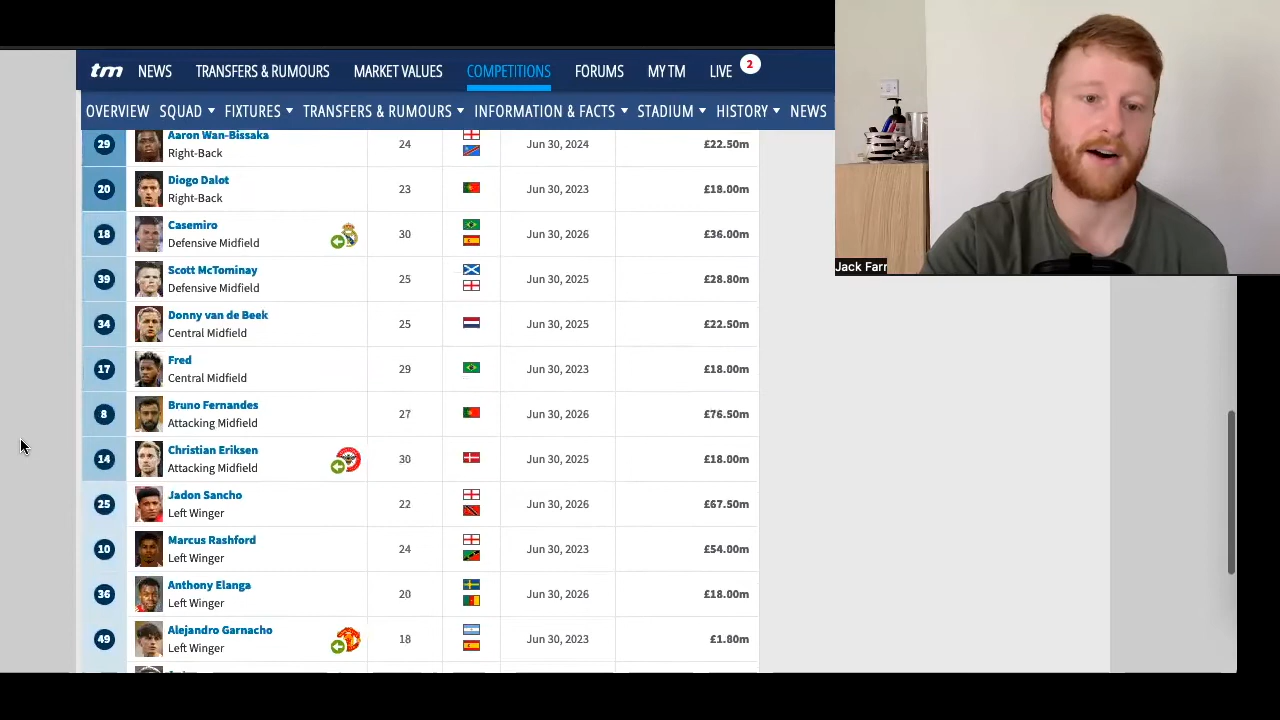 tm NEWS TRANSFERS & RUMOURS MARKET VALUES COMPETITIONS FORUMS MY TM LIVE 2
OVERVIEW SQUAD FIXTURES TRANSFERS & RUMOURS INFORMATION & FACTS STADIUM HISTORY NEWS
29 Aaron Wan-Bissaka 24 Jun 30, 2024 £22.50m
Right-Back
20 Diogo Dalot 23 Jun 30, 2023 £18.00m
Right-Back
18 Casemiro 30 Jun 30, 2026 £36.00m
Defensive Midfield
39 Scott McTominay 25 Jun 30, 2025 £28.80m
Defensive Midfield
34 Donny van de Beek 25 Jun 30, 2025 £22.50m
Central Midfield
17 Fred 29 Jun 30, 2023 £18.00m
Central Midfield
8 Bruno Fernandes 27 Jun 30, 2026 £76.50m
Attacking Midfield
14 Christian Eriksen 30 Jun 30, 2025 £18.00m
Attacking Midfield
25 Jadon Sancho 22 Jun 30, 2026 £67.50m
Left Winger
10 Marcus Rashford 24 Jun 30, 2023 £54.00m
Left Winger
36 Anthony Elanga 20 Jun 30, 2025 £18.00m
Left Winger
49 Alejandro Garnacho 18 Jun 30, 2023 £1.80m
Left Winger
Jack Farr